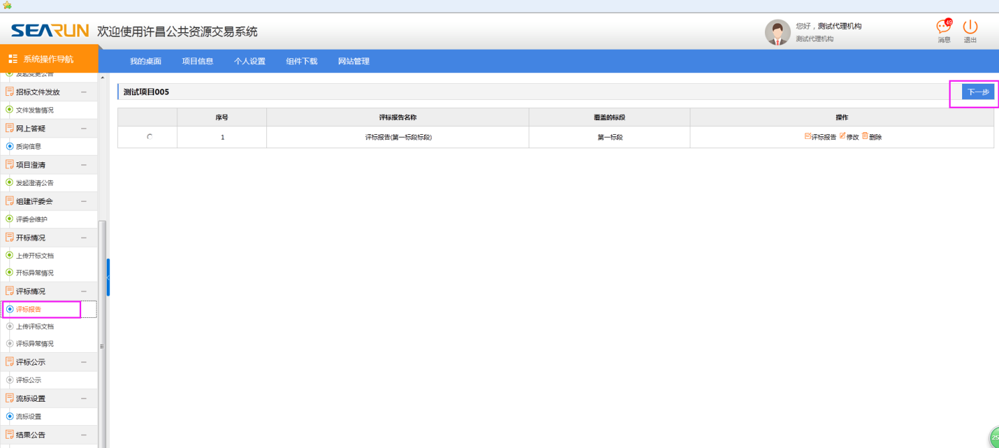 SEARUN 欢迎使用许昌公共资源交易系统
您好，测试代理机构
测试代理机构
49
消息
退出
系统操作导航
我的桌面 项目信息 个人设置 组件下载 网站管理
发起变更公告
招标文件发放
文件发售情况
网上答疑
质询信息
项目澄清
发起澄清公告
组建评委会
评委会维护
开标情况
上传开标文档
开标异常情况
评标情况
评标报告
上传评标文档
评标异常情况
评标公示
评标公示
流标设置
流标设置
结果公告
测试项目005
下一步
序号 评标报告名称 覆盖的标段 操作
1 评标报告(第一标段标段) 第一标段 评标报告 修改 删除